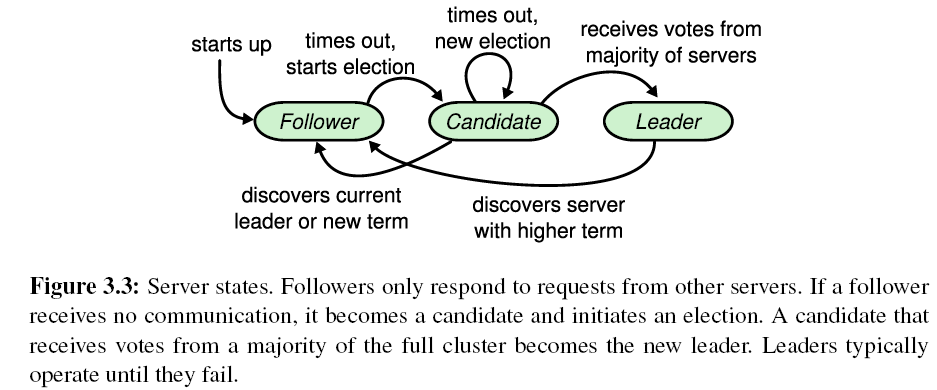 starts up
times out,
starts election
times out,
new election
receives votes from
majority of servers
Follower
Candidate
Leader
discovers current
leader or new term
discovers server
with higher term
Figure 3.3: Server states. Followers only respond to requests from other servers. If a follower
receives no communication, it becomes a candidate and initiates an election. A candidate that
receives votes from a majority of the full cluster becomes the new leader. Leaders typically
operate until they fail.